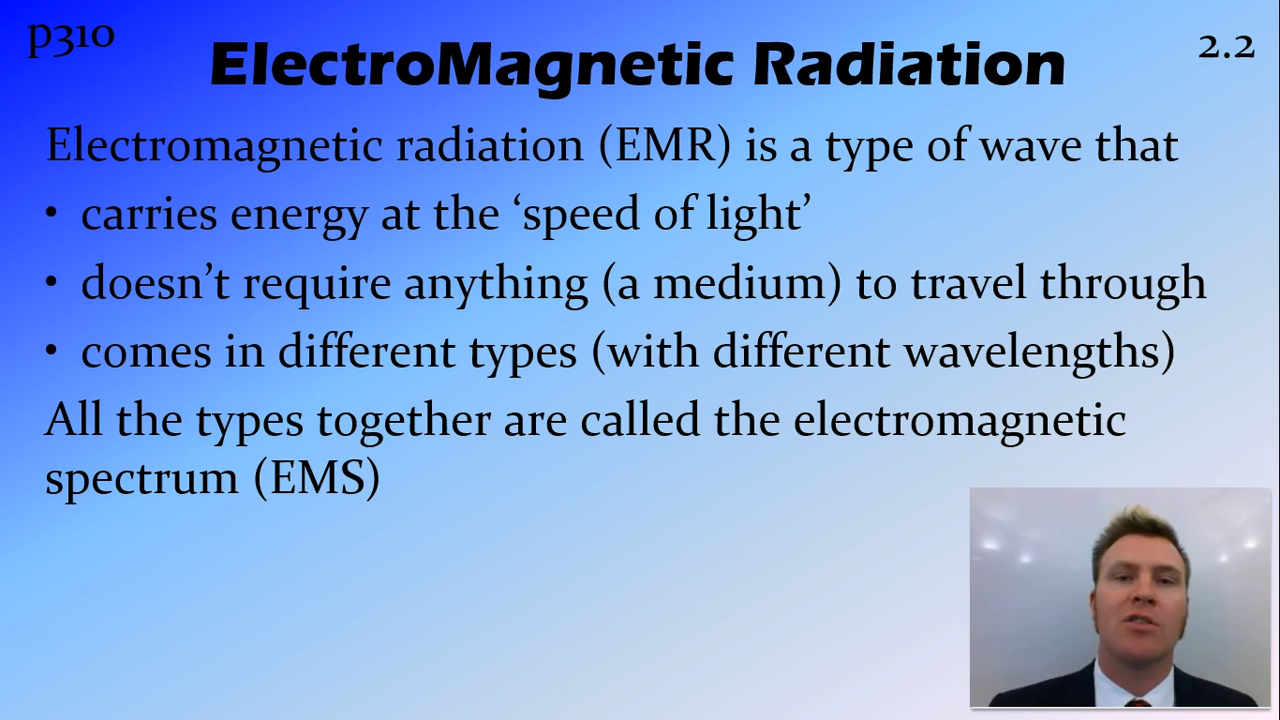 p310
2.2
ElectroMagnetic Radiation
Electromagnetic radiation (EMR) is a type of wave that
• carries energy at the ‘speed of light’
• doesn’t require anything (a medium) to travel through
• comes in different types (with different wavelengths)
All the types together are called the electromagnetic
spectrum (EMS)